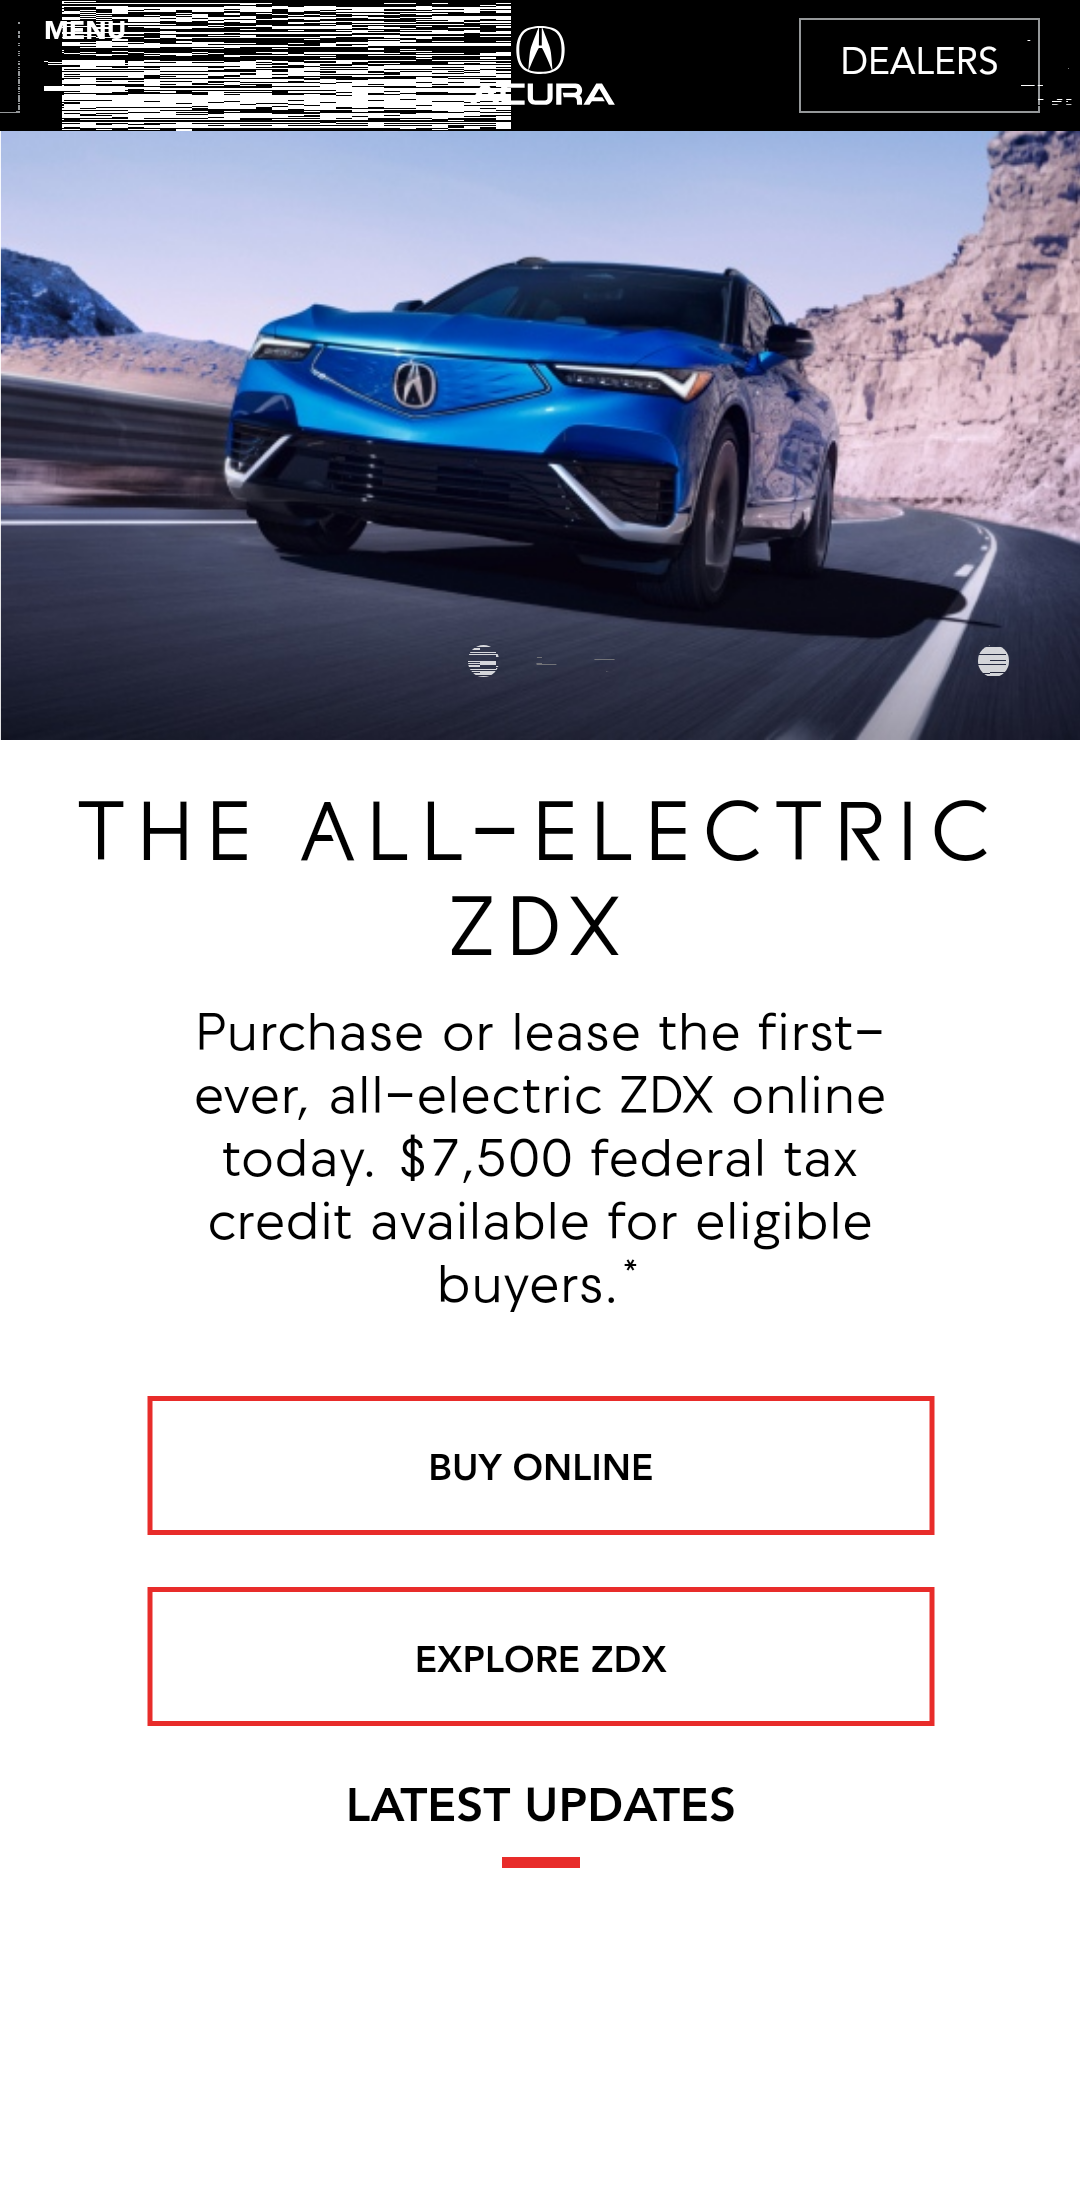 MENU
ACURA
DEALERS
THE ALL-ELECTRIC
ZDX
Purchase or lease the first-
ever, all-electric ZDX online
today. $7,500 federal tax
credit available for eligible
buyers.*
BUY ONLINE
EXPLORE ZDX
LATEST UPDATES